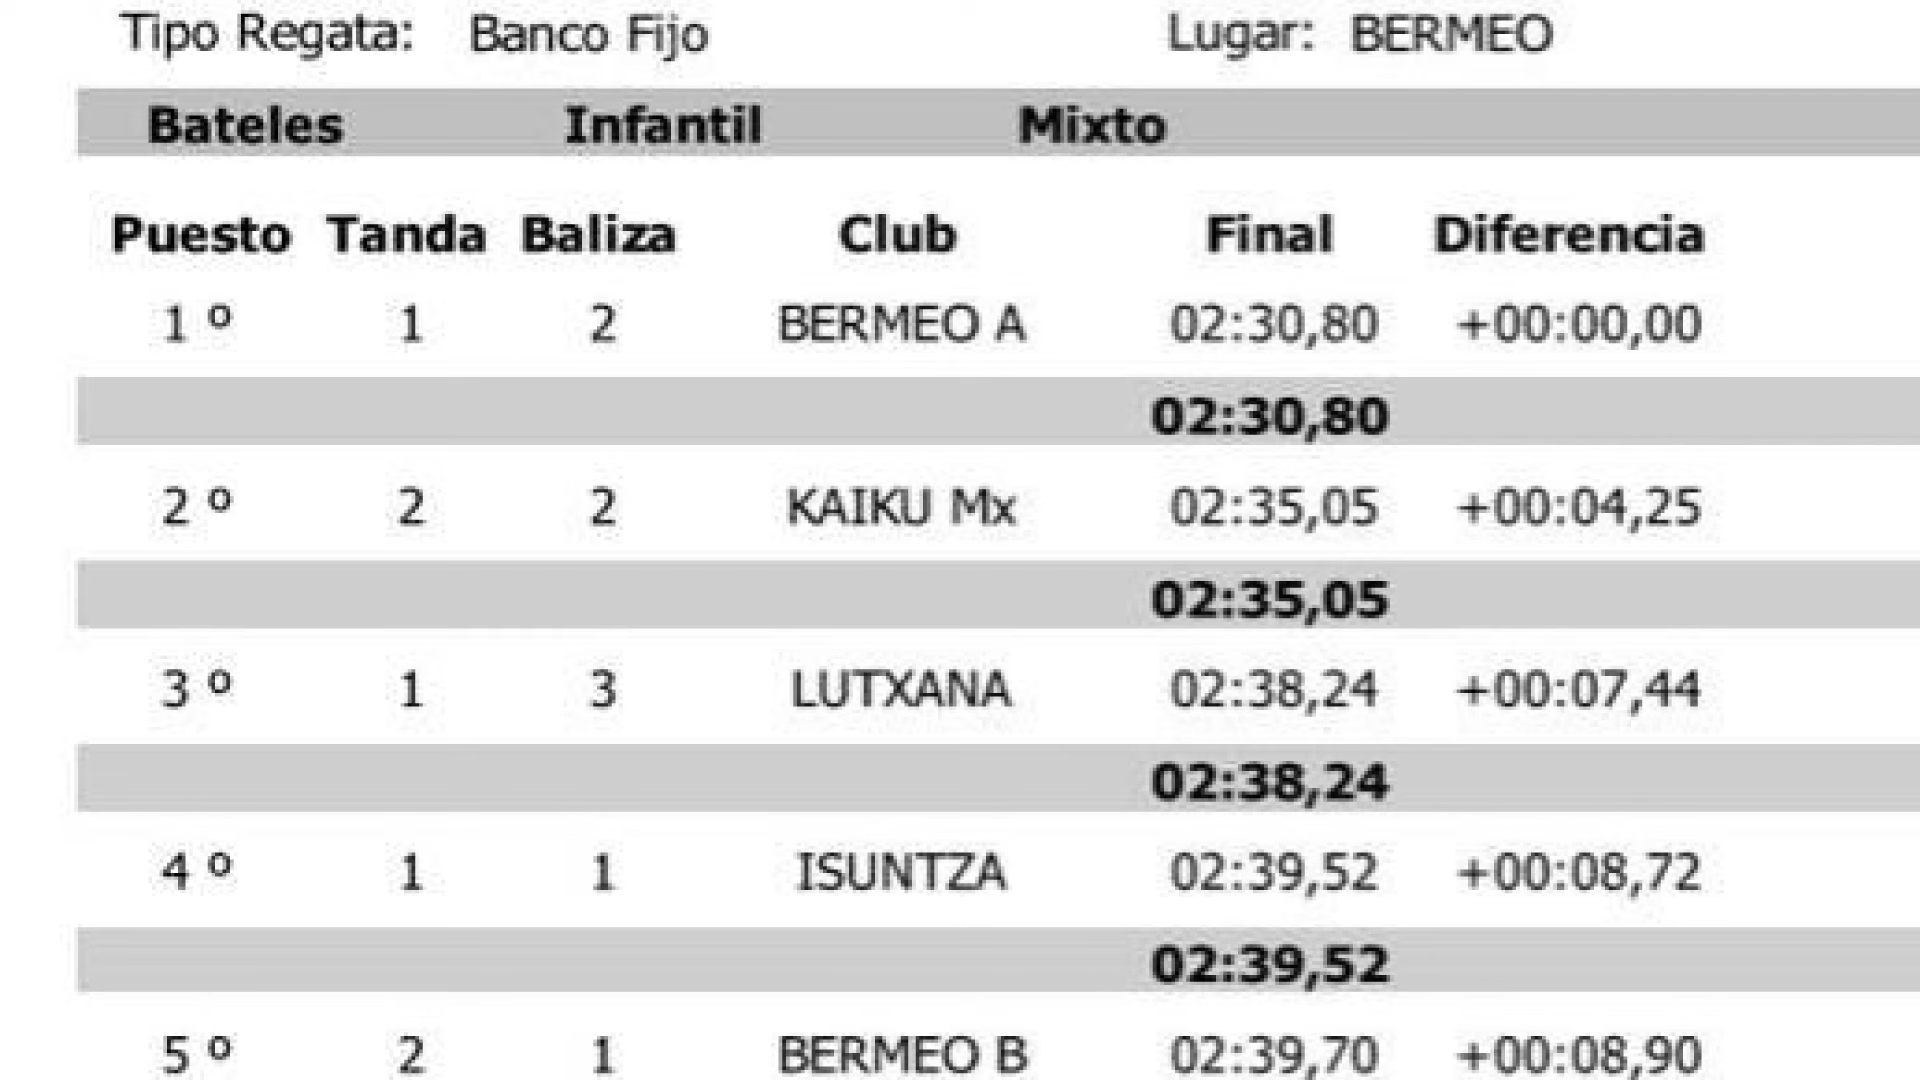 Tipo Regata: Banco Fijo Lugar: BERMEO
Bateles Infantil Mixto
Puesto Tanda Baliza Club Final Diferencia
1 º 1 2 BERMEO A 02:30,80 +00:00,00
02:30,80
2 º 2 2 KAIKU Mx 02:35,05 +00:04,25
02:35,05
3 º 1 3 LUTXANA 02:38,24 +00:07,44
02:38,24
4 º 1 1 ISUNTZA 02:39,52 +00:08,72
02:39,52
5 º 2 1 BERMEO B 02:39,70 +00:08,90